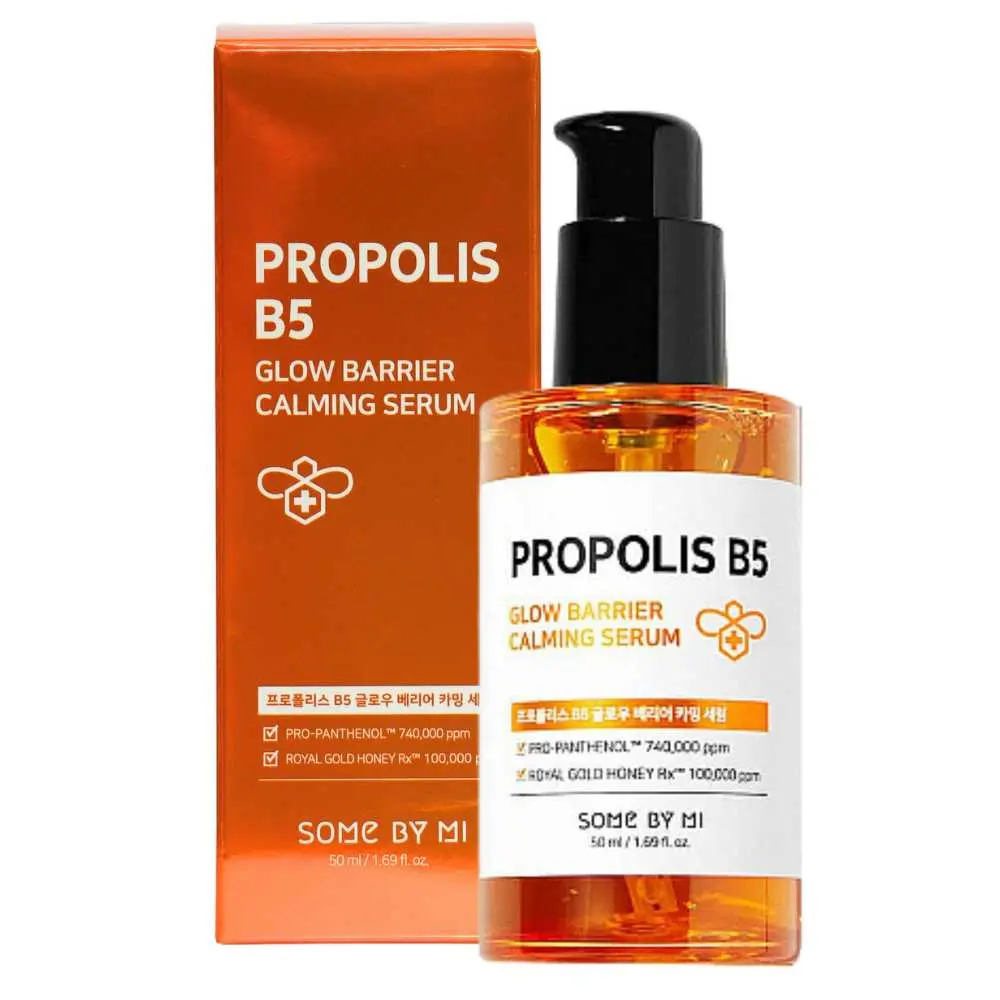 PROPOLIS
B5
GLOW BARRIER
CALMING SERUM
프로폴리스 B5 글로우 베리어 카밍 세
PRO-PANTHENOL™ 740,000 ppm
ROYAL GOLD HONEY Rx™ 100,000 p
SOME BY MI
50 ml / 1.69 fl. oz.
PROPOLIS B5
GLOW BARRIER
CALMING SERUM
프로폴리스 B5 글로우 베리어 카밍 세럼
PRO-PANTHENOL™ 740,000 ppm
ROYAL GOLD HONEY Rx™ 100,000 ppm
SOME BY MI
50 ml / 1.69 fl. oz.